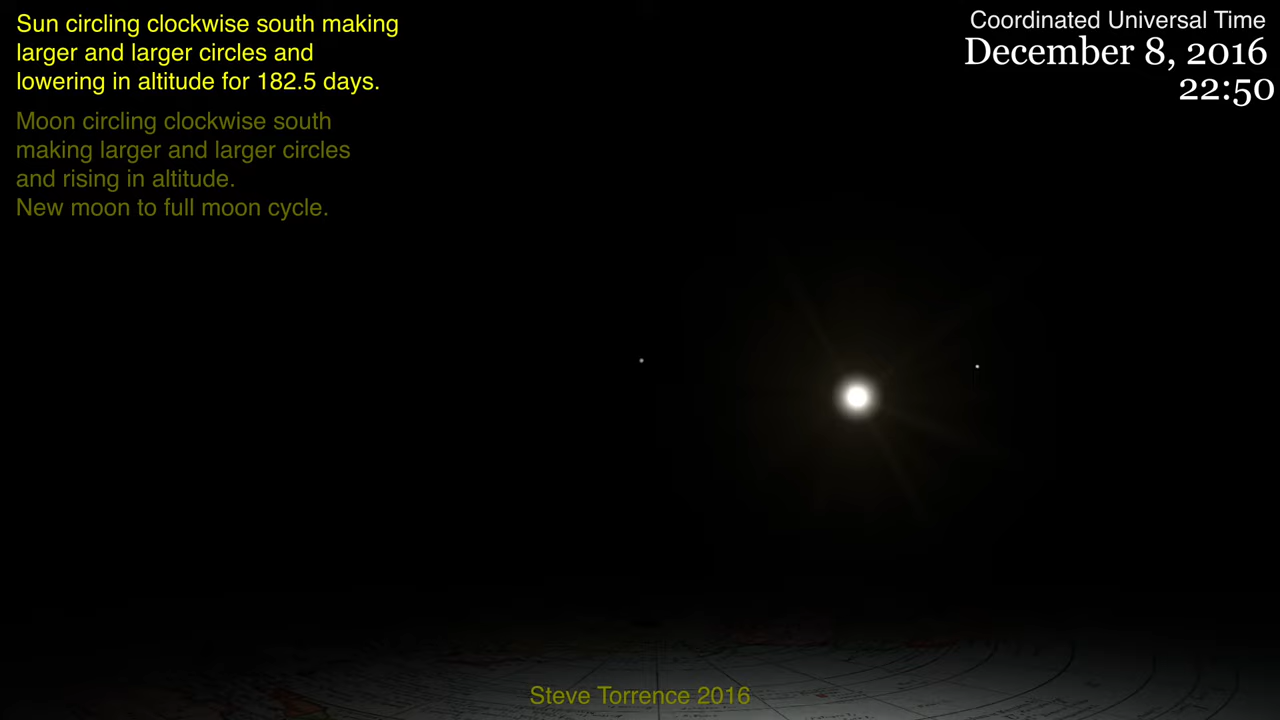 Sun circling clockwise south making
larger and larger circles and
lowering in altitude for 182.5 days.
Moon circling clockwise south
making larger and larger circles
and rising in altitude.
New moon to full moon cycle.
Coordinated Universal Time
December 8, 2016
22:50
Steve Torrence 2016